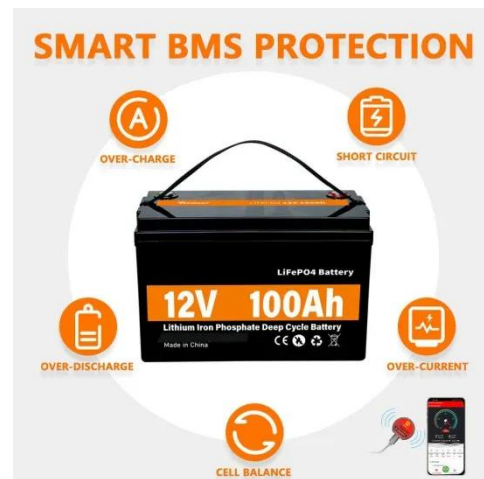 SMART BMS PROTECTION
A
OVER-CHARGE
SHORT CIRCUIT
LiFePO4 Battery
12V 100Ah
Lithium Iron Phosphate Deep Cycle Battery
Made in China
CE
OVER-DISCHARGE
OVER-CURRENT
CELL BALANCE